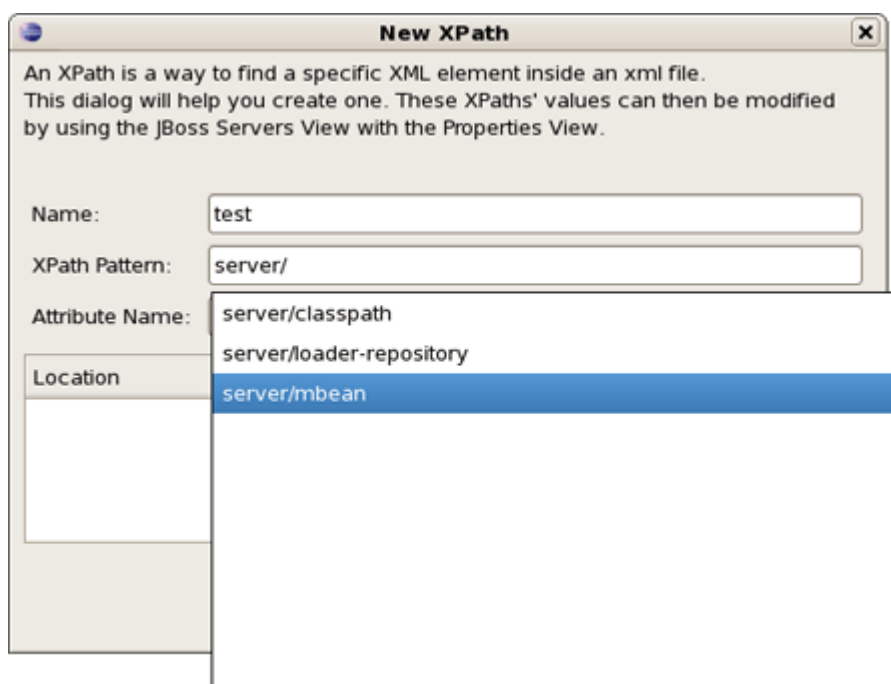 New XPath
An XPath is a way to find a specific XML element inside an xml file.
This dialog will help you create one. These XPaths' values can then be modified
by using the JBoss Servers View with the Properties View.
Name: test
XPath Pattern: server/
Attribute Name:
server/classpath
server/loader-repository
Location
server/mbean